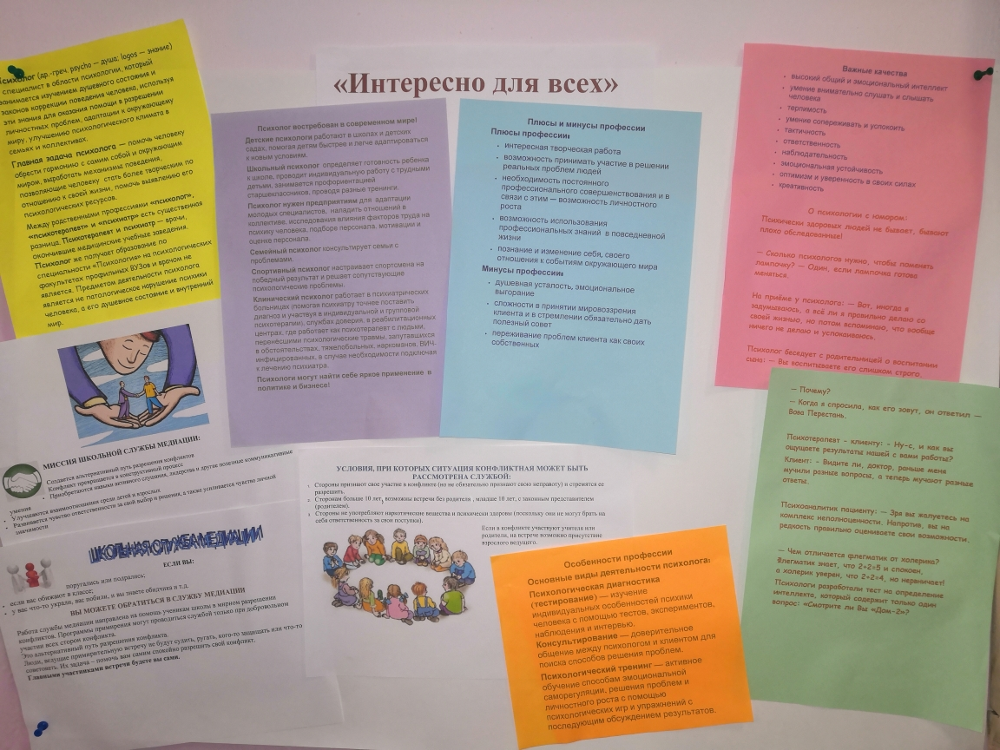 «Интересно для всех»
Психолог (др.-греч. psycho — душа; logos — знание)
специалист в области психологии, который
занимается изучением душевного состояния и
законов коррекции поведения человека, используя
эти знания для оказания помощи в разрешении
личностных проблем, адаптации к окружающему
миру, улучшению психологического климата в
семьях и коллективах.
Главная задача психолога — помочь человеку
обрести гармонию с самим собой и окружающим
миром, выработать механизмы поведения,
позволяющие человеку стать более творческим по
отношению к своей жизни, помочь выявлению его
психологических ресурсов.
Между родственными профессиями «психолог»,
«психотерапевт» и «психиатр» есть существенная
разница. Психотерапевт и психиатр — врачи,
окончившие медицинские учебные заведения.
Психолог же получает образование по
специальности «Психология» на психологических
факультетах профильных ВУЗов и врачом не
является. Предметом деятельности психолога
является не патологическое нарушение психики
человека, а его душевное состояние и внутренний
мир.
Психолог востребован в современном мире!
Детские психологи работают в школах и детских
садах, помогая детям быстрее и легче адаптироваться
к новым условиям.
Школьный психолог определяет готовность ребенка
к школе, проводит индивидуальную работу с трудными
детьми, занимается профориентацией
старшеклассников, проводя разные тренинги.
Психолог нужен предприятиям для адаптации
молодых специалистов, наладить отношений в
коллективе, исследования влияния факторов труда на
психику человека, подборе персонала, мотивации и
оценке персонала.
Семейный психолог консультирует семьи с
проблемами.
Спортивный психолог настраивает спортсмена на
победный результат и решает сопутствующие
психологические проблемы.
Клинический психолог работает в психиатрических
больницах (помогая психиатру точнее поставить
диагноз и участвуя в индивидуальной и групповой
психотерапии), службах доверия, в реабилитационных
центрах, где работает как психотерапевт с людьми,
перенёсшими психологические травмы, запутавшихся
в обстоятельствах, тяжелобольных, наркоманов, ВИЧ-
инфицированных, в случае необходимости подключая
к лечению психиатра.
Психологи могут найти себе яркое применение в
политике и бизнесе!
Плюсы и минусы профессии
Плюсы профессии:
• интересная творческая работа
• возможность принимать участие в решении
реальных проблем людей
• необходимость постоянного
профессионального совершенствования и в
связи с этим — возможность личностного
роста
• возможность использования
профессиональных знаний в повседневной
жизни
• познание и изменение себя, своего
отношения к событиям окружающего мира
Минусы профессии:
• душевная усталость, эмоциональное
выгорание
• сложности в принятии мировоззрения
клиента и в стремлении обязательно дать
полезный совет
• переживание проблем клиента как своих
собственных
Важные качества
• высокий общий и эмоциональный интеллект
• умение внимательно слушать и слышать
человека
• терпимость
• умение сопереживать и успокоить
• тактичность
• ответственность
• наблюдательность
• эмоциональная устойчивость
• оптимизм и уверенность в своих силах
• креативность
О психологии с юмором:
Психически здоровых людей не бывает, бывают
плохо обследованные!
— Сколько психологов нужно, чтобы поменять
лампочку? — Один, если лампочка готова
меняться.
На приёме у психолога: — Вот, иногда я
задумываюсь, а всё ли я правильно делаю со
своей жизнью, но потом вспоминаю, что вообще
ничего не делаю и успокаиваюсь.
Психолог беседует с родительницей о воспитании
сына: — Вы воспитываете его слишком строго.
— Почему?
— Когда я спросила, как его зовут, он ответил —
Вова Перестань.
Психотерапевт - клиенту: - Ну-с, и как вы
ощущаете результаты нашей с вами работы?
Клиент: - Видите ли, доктор, раньше меня
мучили разные вопросы, а теперь мучают разные
ответы.
Психоаналитик пациенту: — Зря вы жалуетесь на
комплекс неполноценности. Напротив, вы на
редкость правильно оцениваете свои возможности.
— Чем отличается флегматик от холерика?
Флегматик знает, что 2+2=5 и спокоен,
а холерик уверен, что 2+2=4, но нервничает!
Психологи разработали тест на определение
интеллекта, который содержит только один
вопрос: «Смотрите ли Вы «Дом-2»?
МИССИЯ ШКОЛЬНОЙ СЛУЖБЫ МЕДИАЦИИ:
Создается альтернативный путь разрешения конфликтов
• Конфликт превращается в конструктивный процесс
• Приобретаются навыки активного слушания, лидерства и другие полезные коммуникативные
умения
• Улучшаются взаимоотношения среди детей и взрослых
• Развивается чувство ответственности за свой выбор и решения, а также усиливается чувство личной
значимости
УСЛОВИЯ, ПРИ КОТОРЫХ СИТУАЦИЯ КОНФЛИКТНАЯ МОЖЕТ БЫТЬ
РАССМОТРЕНА СЛУЖБОЙ:
1. Стороны признают свое участие в конфликте (но не обязательно признают свою неправоту) и стремятся ее
разрешить.
2. Сторонам больше 10 лет, возможны встречи без родителя, младше 10 лет, с законным представителем
(родителем).
3. Стороны не употребляют наркотические вещества и психически здоровы (поскольку они не могут брать на
себя ответственность за свои поступки).
Если в конфликте участвуют учителя или
родители, на встрече возможно присутствие
взрослого ведущего.
ШКОЛЬНАЯ СЛУЖБА МЕДИАЦИИ
ЕСЛИ ВЫ:
поругались или подрались;
• если вас обижают в классе;
• у вас что-то украли, вас побили, и вы знаете обидчика и т.д.
ВЫ МОЖЕТЕ ОБРАТИТЬСЯ В СЛУЖБУ МЕДИАЦИИ
Работа службы медиации направлена на помощь ученикам школы в мирном разрешении
конфликтов. Программы примирения могут проводиться службой только при добровольном
участии всех сторон конфликта.
Это альтернативный путь разрешения конфликта.
Люди, ведущие примирительную встречу не будут судить, ругать, кого-то защищать или что-то
советовать. Их задача – помочь вам самим спокойно разрешить свой конфликт.
Главными участниками встречи будете вы сами.
Особенности профессии
Основные виды деятельности психолога:
Психологическая диагностика
(тестирование) — изучение
индивидуальных особенностей психики
человека с помощью тестов, экспериментов,
наблюдения и интервью.
Консультирование — доверительное
общение между психологом и клиентом для
поиска способов решения проблем.
Психологический тренинг — активное
обучение способам эмоциональной
саморегуляции, решения проблем и
личностного роста с помощью
психологических игр и упражнений с
последующим обсуждением результатов.